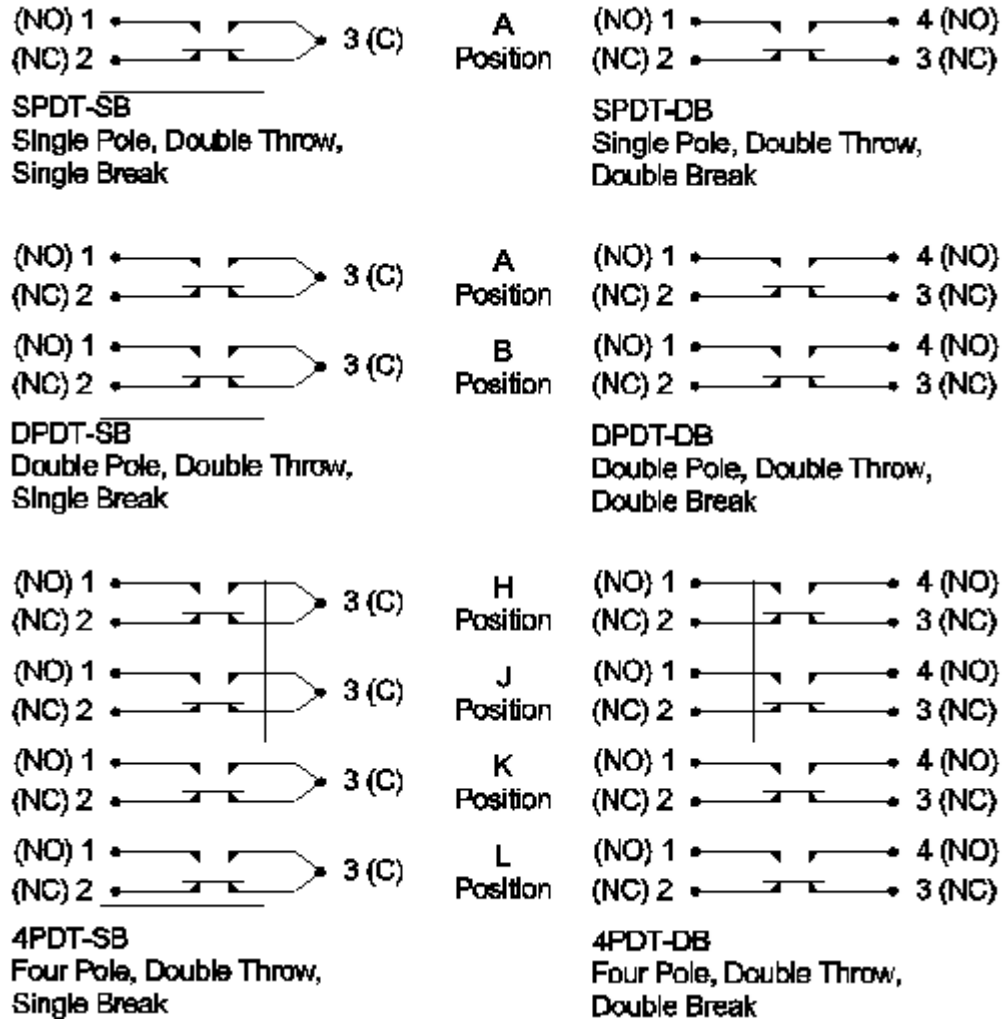 (NO) 1 3 (C) A (NO) 1 4 (NO)
(NC) 2 Position (NC) 2 3 (NC)
SPDT-SB SPDT-DB
Single Pole, Double Throw, Single Pole, Double Throw,
Single Break Double Break
(NO) 1 3 (C) A (NO) 1 4 (NO)
(NC) 2 Position (NC) 2 3 (NC)
(NO) 1 3 (C) B (NO) 1 4 (NO)
(NC) 2 Position (NC) 2 3 (NC)
DPDT-SB DPDT-DB
Double Pole, Double Throw, Double Pole, Double Throw,
Single Break Double Break
(NO) 1 3 (C) H (NO) 1 4 (NO)
(NC) 2 Position (NC) 2 3 (NC)
(NO) 1 3 (C) J (NO) 1 4 (NO)
(NC) 2 Position (NC) 2 3 (NC)
(NO) 1 3 (C) K (NO) 1 4 (NO)
(NC) 2 Position (NC) 2 3 (NC)
(NO) 1 3 (C) L (NO) 1 4 (NO)
(NC) 2 Position (NC) 2 3 (NC)
4PDT-SB 4PDT-DB
Four Pole, Double Throw, Four Pole, Double Throw,
Single Break Double Break